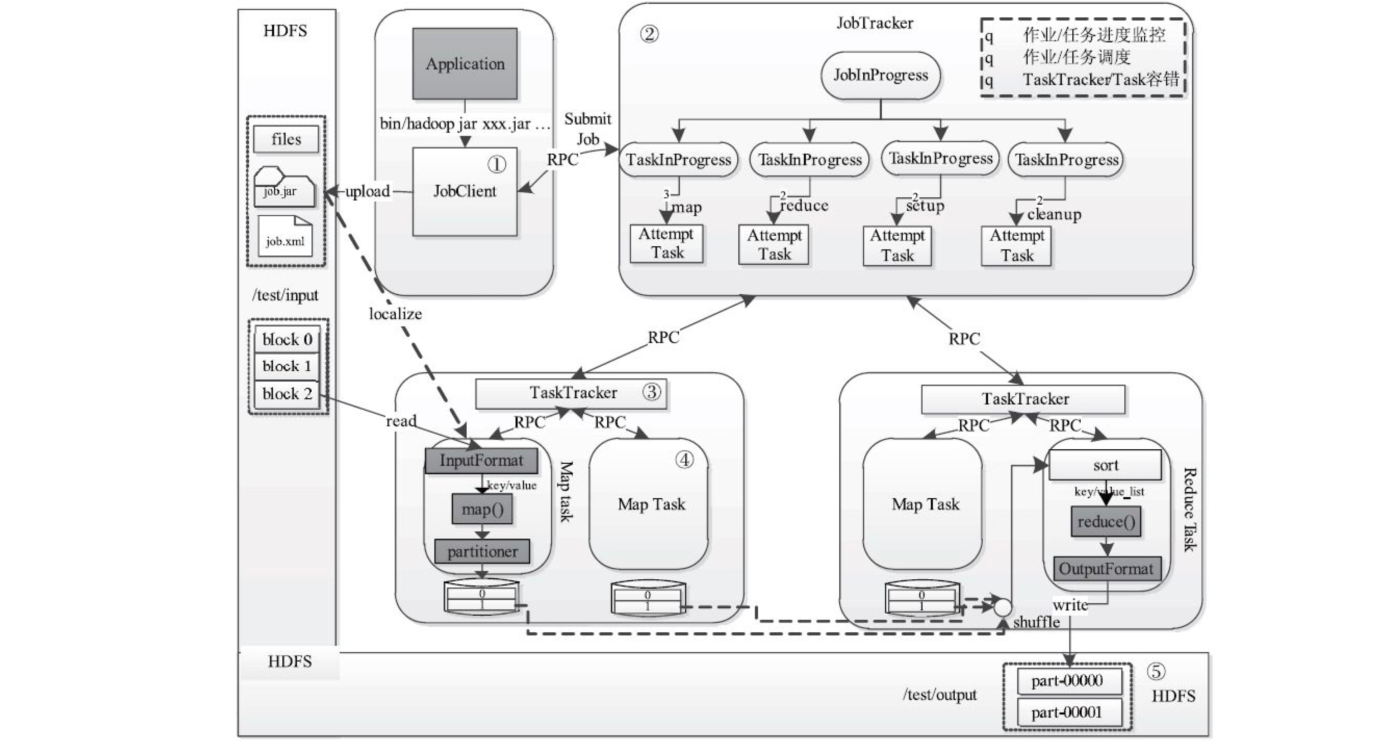 HDFS
files
job.jar
job.xml
/test/input
block 0
block 1
block 2
Application
bin/hadoop jar xxx.jar …
①
JobClient
upload
Submit
Job
RPC
②
JobTracker
q 作业/任务进度监控
q 作业/任务调度
q TaskTracker/Task容错
JobInProgress
TaskInProgress
TaskInProgress
TaskInProgress
TaskInProgress
3
map
2
reduce
2
setup
2
cleanup
Attempt
Task
Attempt
Task
Attempt
Task
Attempt
Task
localize
RPC
RPC
read
TaskTracker ③
RPC
RPC
InputFormat
key/value
map()
partitioner
Map task
④
Map Task
0
1
0
1
TaskTracker
RPC
RPC
Map Task
sort
key/value_list
reduce()
OutputFormat
Reduce Task
0
1
write
shuffle
HDFS
/test/output
part-00000
part-00001
⑤
HDFS